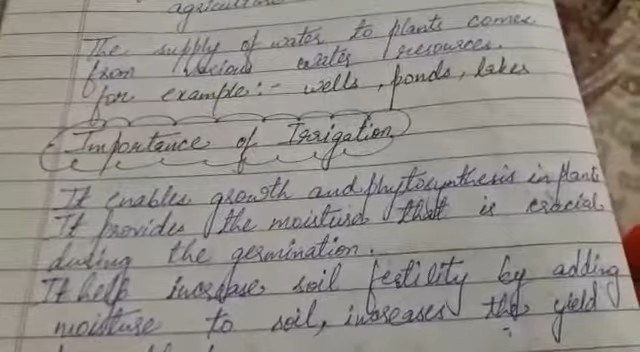 agriculture
The supply of water to plants comes
from various water resources.
for example:- wells, ponds, lakes
Importance of Irrigation
It enables growth and phytosynthesis in plants
It provides the moisture that is crucial
during the germination.
It help increase soil fertility by adding
moisture to soil, increases the yield